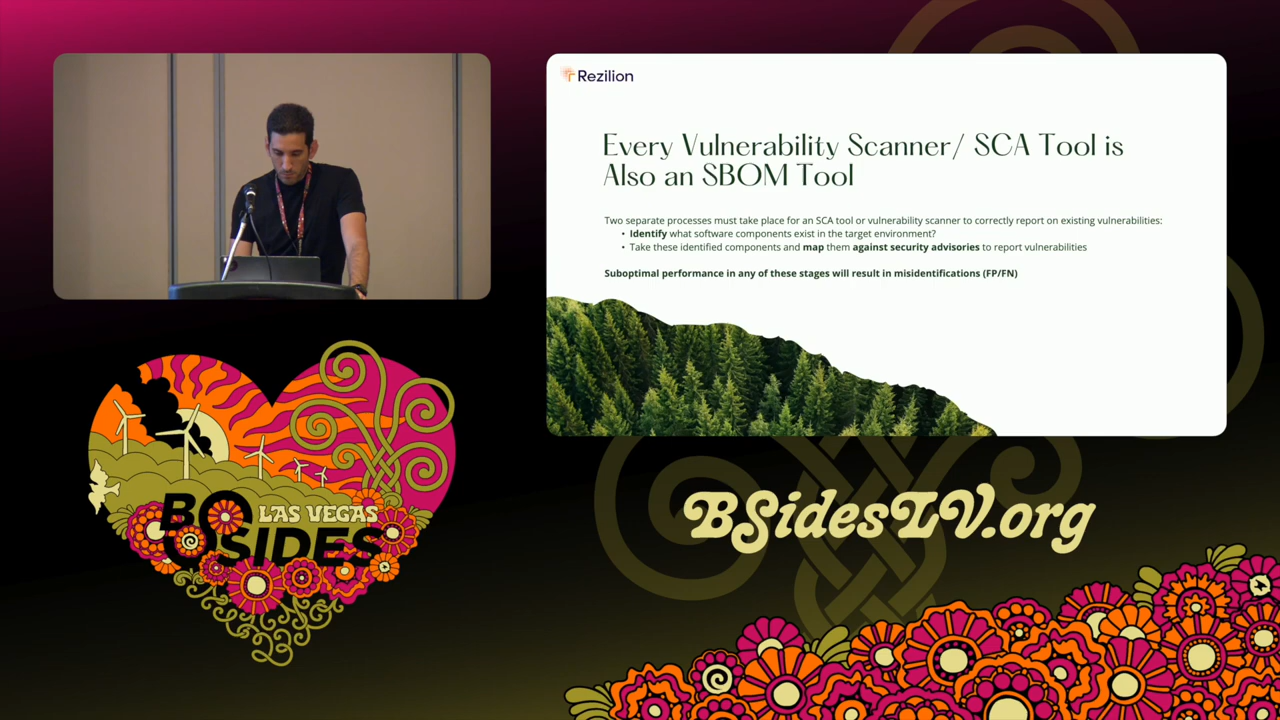 Rezilion
Every Vulnerability Scanner/ SCA Tool is
Also an SBOM Tool
Two separate processes must take place for an SCA tool or vulnerability scanner to correctly report on existing vulnerabilities:
• Identify what software components exist in the target environment?
• Take these identified components and map them against security advisories to report vulnerabilities
Suboptimal performance in any of these stages will result in misidentifications (FP/FN)
LAS VEGAS
BSIDES
23
BSidesLV.org